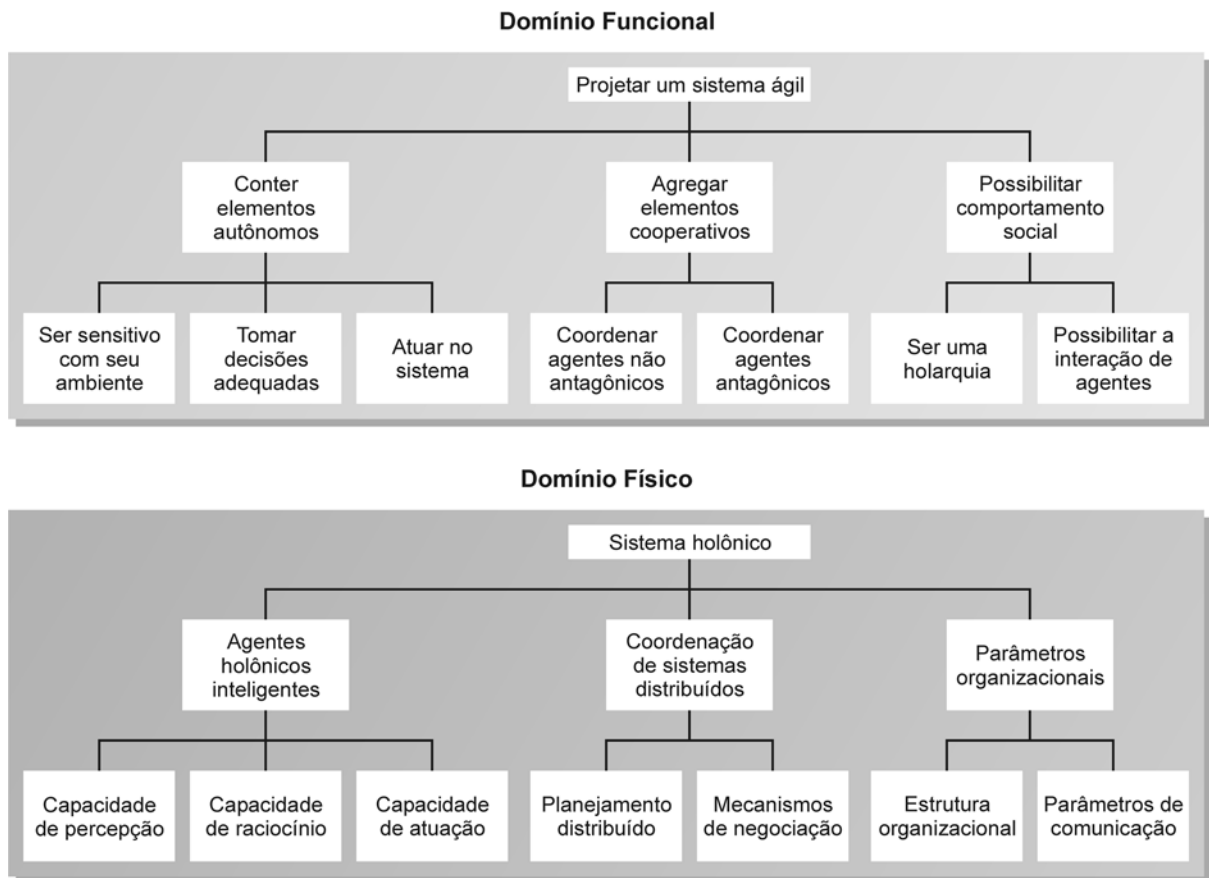 Domínio Funcional
Projetar um sistema ágil
Conter
elementos
autônomos
Agregar
elementos
cooperativos
Possibilitar
comportamento
social
Ser sensitivo
com seu
ambiente
Tomar
decisões
adequadas
Atuar no
sistema
Coordenar
agentes não
antagônicos
Coordenar
agentes
antagônicos
Ser uma
holarquia
Possibilitar a
interação de
agentes
Domínio Físico
Sistema holônico
Agentes
holônicos
inteligentes
Coordenação
de sistemas
distribuídos
Parâmetros
organizacionais
Capacidade
de percepção
Capacidade
de raciocínio
Capacidade
de atuação
Planejamento
distribuído
Mecanismos
de negociação
Estrutura
organizacional
Parâmetros de
comunicação